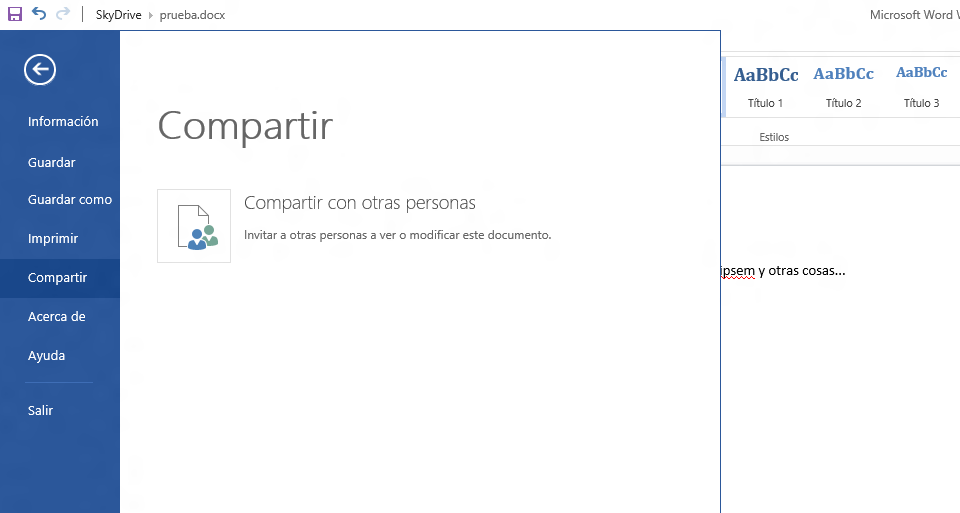 SkyDrive ▸ prueba.docx
Microsoft Word W
Información
Guardar
Guardar como
Imprimir
Compartir
Acerca de
Ayuda
Salir
Compartir
Compartir con otras personas
Invitar a otras personas a ver o modificar este documento.
AaBbCc AaBbCc AaBbCc
Título 1 Título 2 Título 3
Estilos
ipsem y otras cosas...